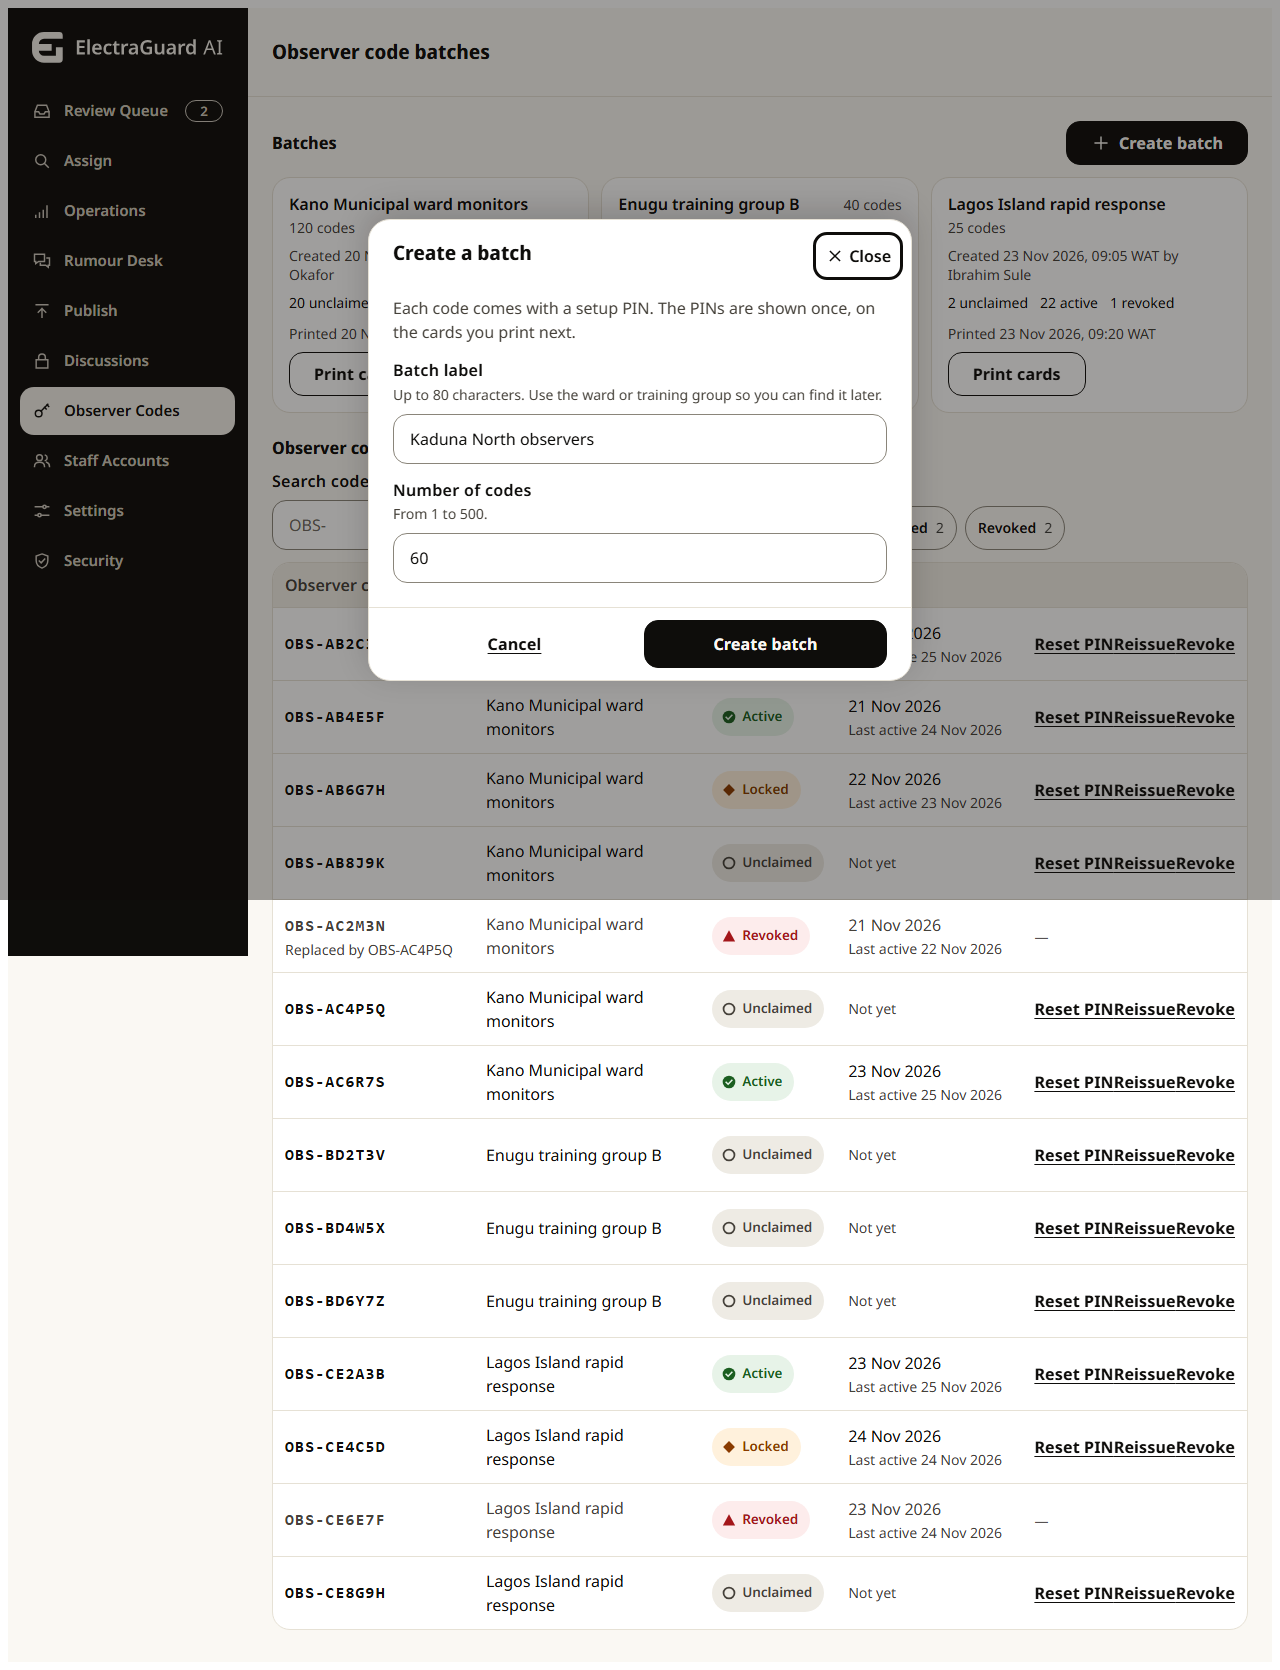 ElectraGuard AI
Review Queue 2
Assign
Operations
Rumour Desk
Publish
Discussions
Observer Codes
Staff Accounts
Settings
Security
Observer code batches
Batches
Create batch
Kano Municipal ward monitors
120 codes
Created 20
Okafor
20
Printed 20
Print
Enugu training group B 40 codes
Lagos Island rapid response
25 codes
Created 23 Nov 2026, 09:05 WAT by
Ibrahim Sule
2 unclaimed 22 active 1 revoked
Printed 23 Nov 2026, 09:20 WAT
Print cards
Create a batch
Close
Each code comes with a setup PIN. The PINs are shown once, on
the cards you print next.
Batch label
Up to 80 characters. Use the ward or training group so you can find it later.
Kaduna North observers
Number of codes
From 1 to 500.
60
Cancel
Create batch
Observer
Search code
OBS-
2
Revoked 2
Observer
2026
25 Nov 2026
Reset PINReissueRevoke
OBS-AB4E5F
Kano Municipal ward
monitors
Active
21 Nov 2026
Last active 24 Nov 2026
Reset PINReissueRevoke
OBS-AB6G7H
Kano Municipal ward
monitors
Locked
22 Nov 2026
Last active 23 Nov 2026
Reset PINReissueRevoke
OBS-AB8J9K
Kano Municipal ward
monitors
Unclaimed
Not yet
Reset PINReissueRevoke
OBS-AC2M3N
Replaced by OBS-AC4P5Q
Kano Municipal ward
monitors
Revoked
21 Nov 2026
Last active 22 Nov 2026
—
OBS-AC4P5Q
Kano Municipal ward
monitors
Unclaimed
Not yet
Reset PINReissueRevoke
OBS-AC6R7S
Kano Municipal ward
monitors
Active
23 Nov 2026
Last active 25 Nov 2026
Reset PINReissueRevoke
OBS-BD2T3V
Enugu training group B
Unclaimed
Not yet
Reset PINReissueRevoke
OBS-BD4W5X
Enugu training group B
Unclaimed
Not yet
Reset PINReissueRevoke
OBS-BD6Y7Z
Enugu training group B
Unclaimed
Not yet
Reset PINReissueRevoke
OBS-CE2A3B
Lagos Island rapid
response
Active
23 Nov 2026
Last active 25 Nov 2026
Reset PINReissueRevoke
OBS-CE4C5D
Lagos Island rapid
response
Locked
24 Nov 2026
Last active 24 Nov 2026
Reset PINReissueRevoke
OBS-CE6E7F
Lagos Island rapid
response
Revoked
23 Nov 2026
Last active 24 Nov 2026
—
OBS-CE8G9H
Lagos Island rapid
response
Unclaimed
Not yet
Reset PINReissueRevoke